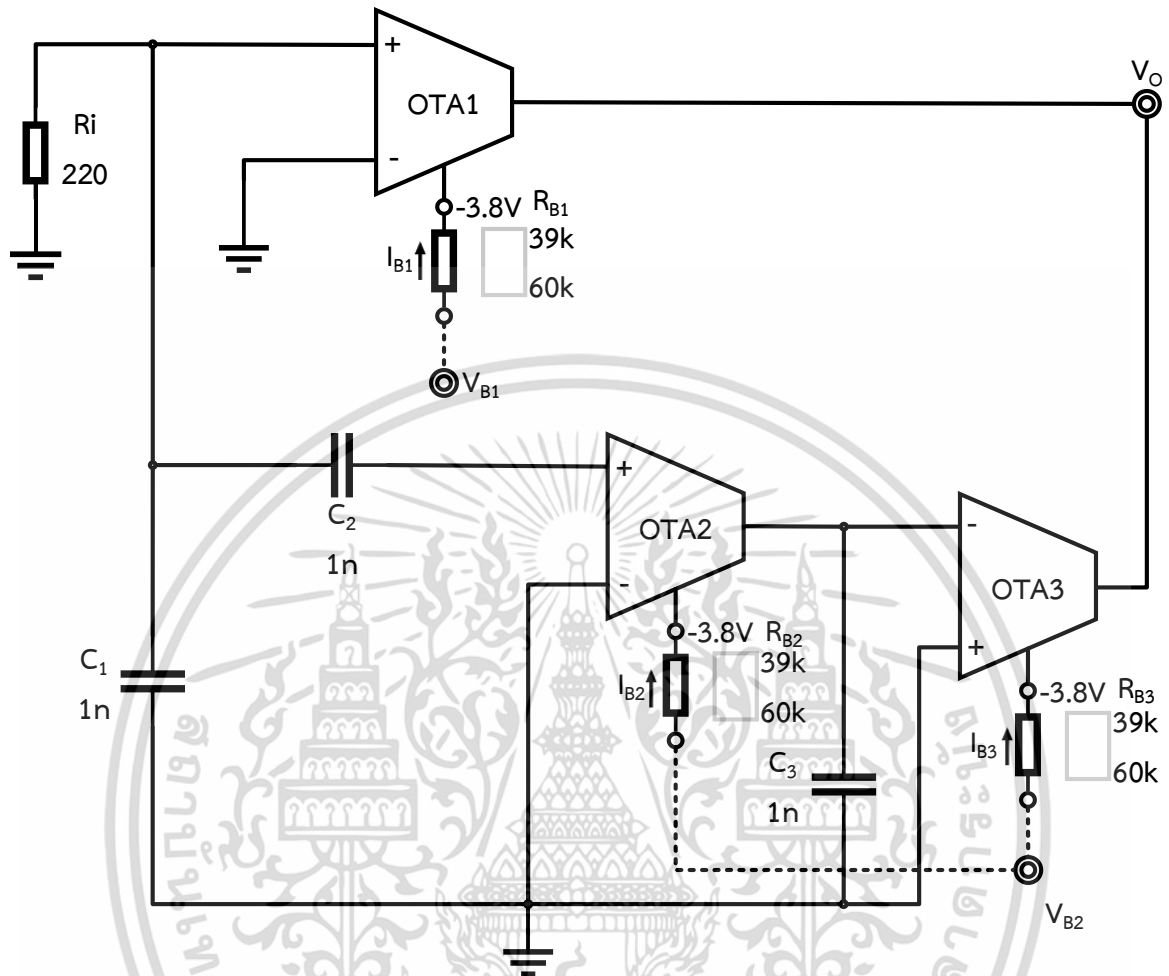 V_O
+
OTA1
-
Ri
220
-3.8V R_B1
39k
I_B1
60k
V_B1
C_2
1n
+
OTA2
-
-
OTA3
+
-3.8V R_B2
39k
I_B2
60k
C_1
1n
-3.8V R_B3
39k
I_B3
60k
C_3
1n
V_B2